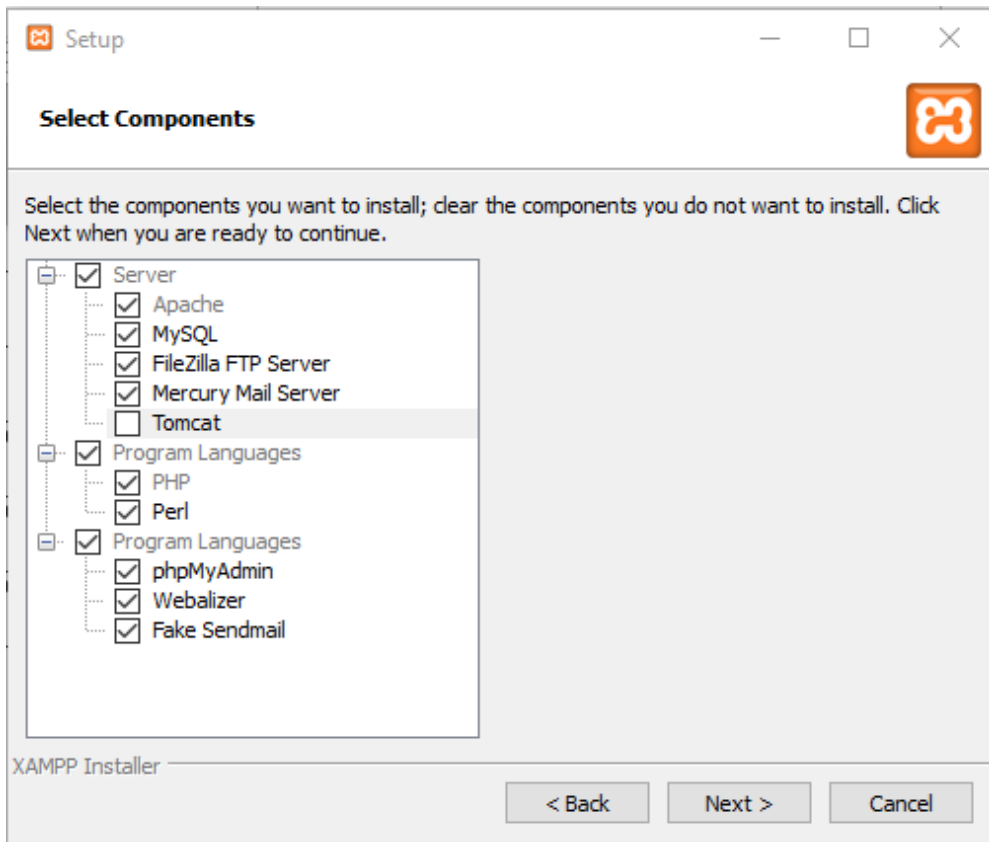 Setup
Select Components
Select the components you want to install; clear the components you do not want to install. Click
Next when you are ready to continue.
Server
Apache
MySQL
FileZilla FTP Server
Mercury Mail Server
Tomcat
Program Languages
PHP
Perl
Program Languages
phpMyAdmin
Webalizer
Fake Sendmail
XAMPP Installer
< Back
Next >
Cancel